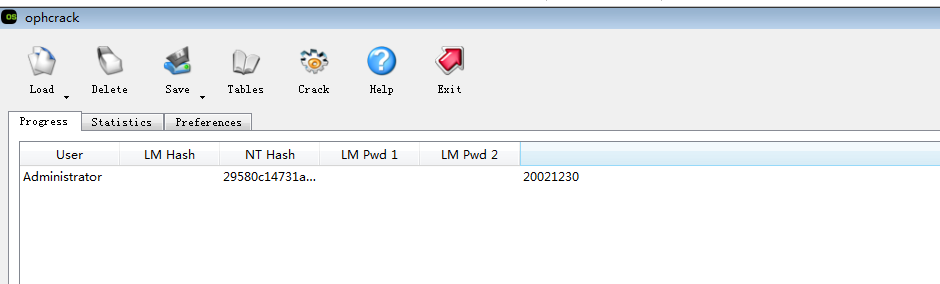 OS ophcrack
Load Delete Save Tables Crack Help Exit
Progress Statistics Preferences
User LM Hash NT Hash LM Pwd 1 LM Pwd 2
Administrator 29580c14731a... 20021230